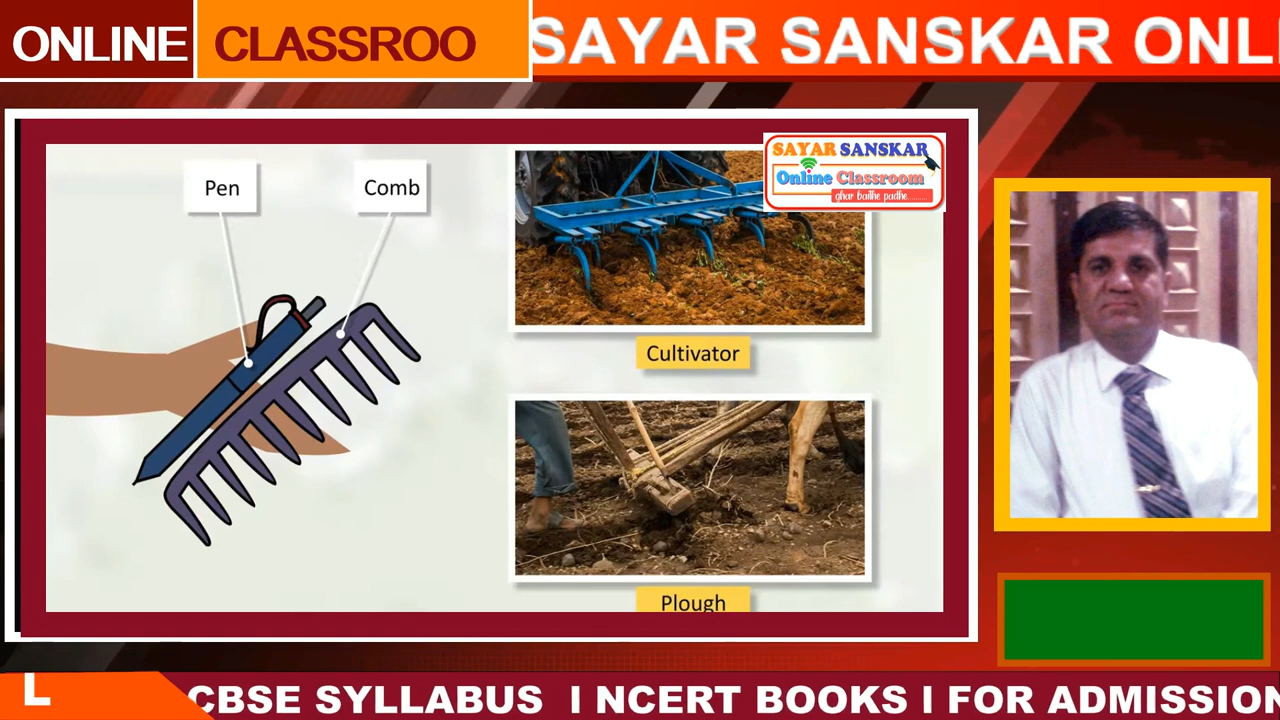 ONLINE CLASSROO
SAYAR SANSKAR ONL
Pen
Comb
SAYAR SANSKAR
Online Classroom
ghar baithe padhe..........
Cultivator
Plough
L
CBSE SYLLABUS I NCERT BOOKS I FOR ADMISSION